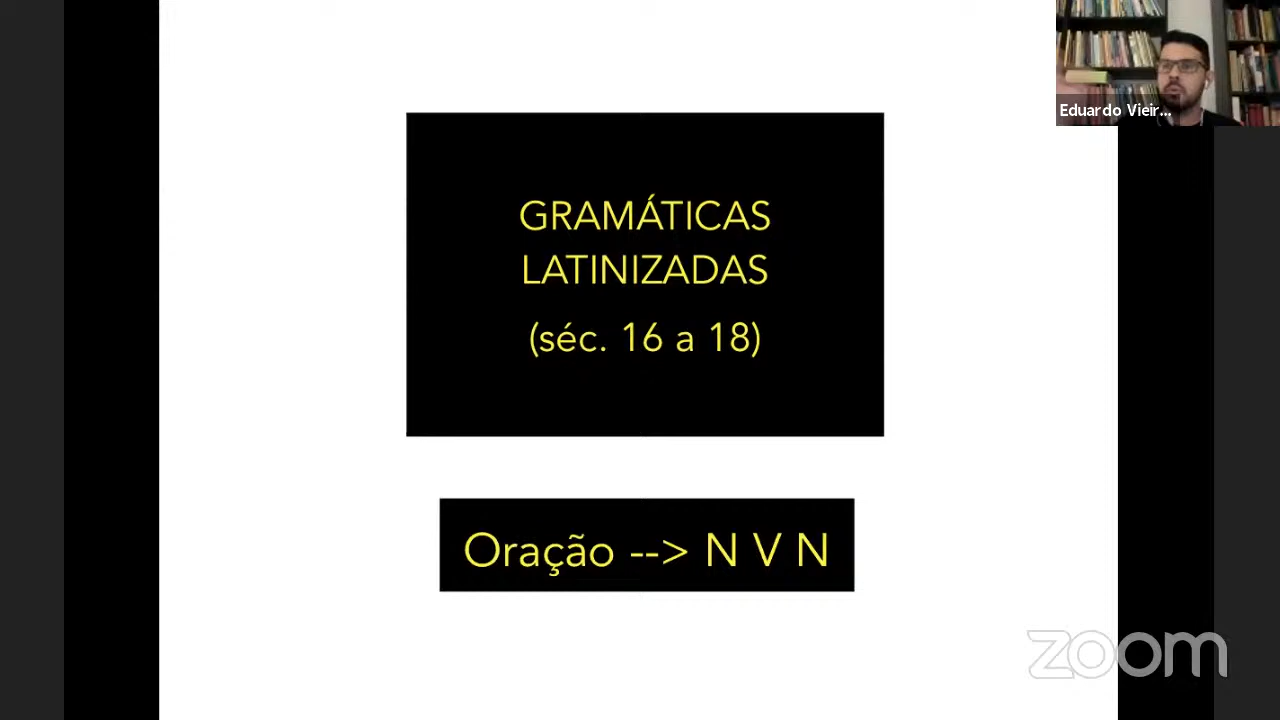 Eduardo Vieir...
GRAMÁTICAS
LATINIZADAS
(séc. 16 a 18)
Oração --> N V N
zoom